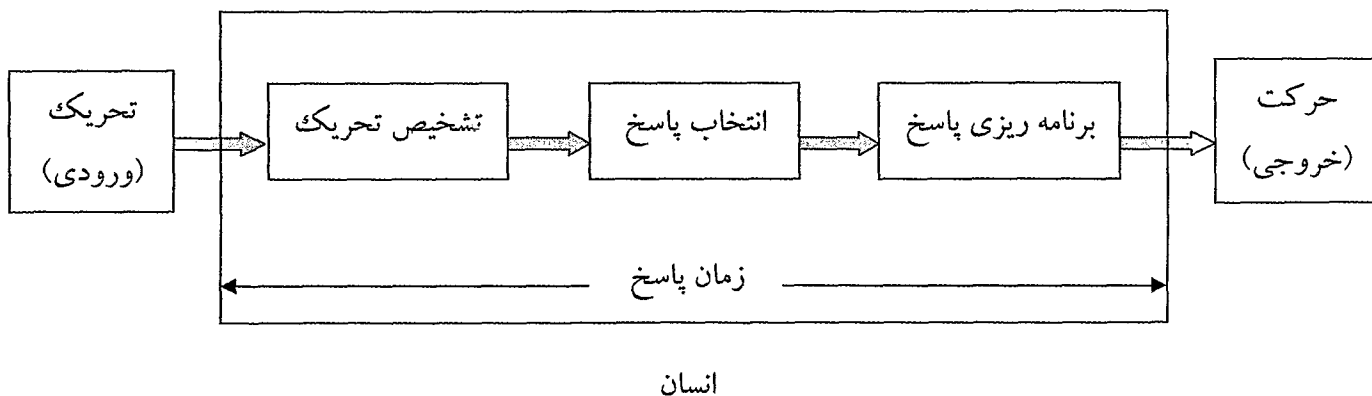 تحریک
(ورودی)
تشخیص تحریک
انتخاب پاسخ
برنامه ریزی پاسخ
حرکت
(خروجی)
زمان پاسخ
انسان